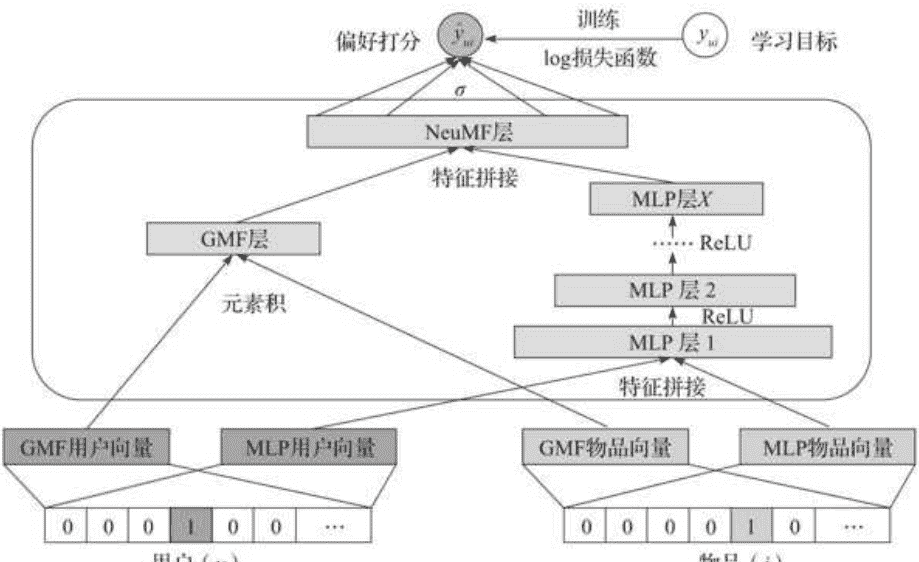 偏好打分 ŷui 训练 yui 学习目标
log损失函数
σ
NeuMF层
特征拼接
MLP层X
GMF层
…… ReLU
元素积
MLP 层 2
ReLU
MLP 层 1
特征拼接
GMF用户向量 MLP用户向量 GMF物品向量 MLP物品向量
0 0 0 1 0 0 … 0 0 0 0 1 0 …
用户 物品